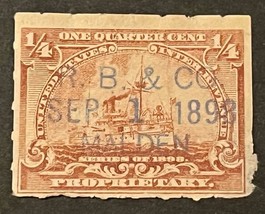 ONE QUARTER CENT
1/4 1/4
UNITED STATES INTER. REVENUE
R. B & CO.
SEP 1 1898
MALDEN
SERIES OF 1898.
PROPRIETARY.